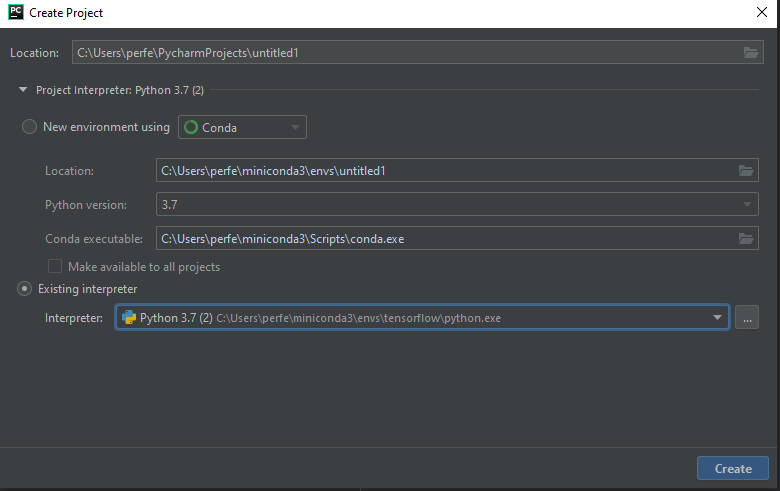 PC Create Project
Location: C:\Users\perfe\PycharmProjects\untitled1
Project Interpreter: Python 3.7 (2)
New environment using Conda
Location: C:\Users\perfe\miniconda3\envs\untitled1
Python version: 3.7
Conda executable: C:\Users\perfe\miniconda3\Scripts\conda.exe
Make available to all projects
Existing interpreter
Interpreter: Python 3.7 (2) C:\Users\perfe\miniconda3\envs\tensorflow\python.exe ...
Create